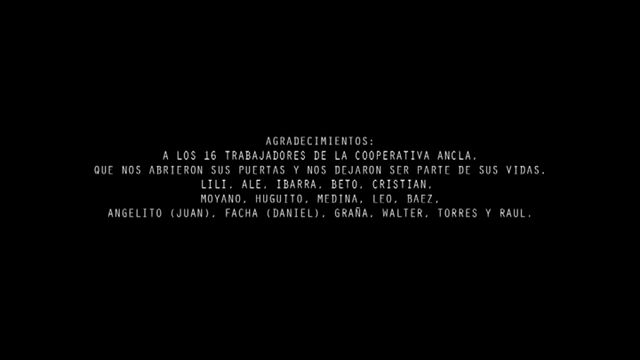 AGRADECIMIENTOS:
A LOS 16 TRABAJADORES DE LA COOPERATIVA ANCLA,
QUE NOS ABRIERON SUS PUERTAS Y NOS DEJARON SER PARTE DE SUS VIDAS.
LILI, ALE, IBARRA, BETO, CRISTIAN,
MOYANO, HUGUITO, MEDINA, LEO, BAEZ,
ANGELITO (JUAN), FACHA (DANIEL), GRAÑA, WALTER, TORRES Y RAUL.